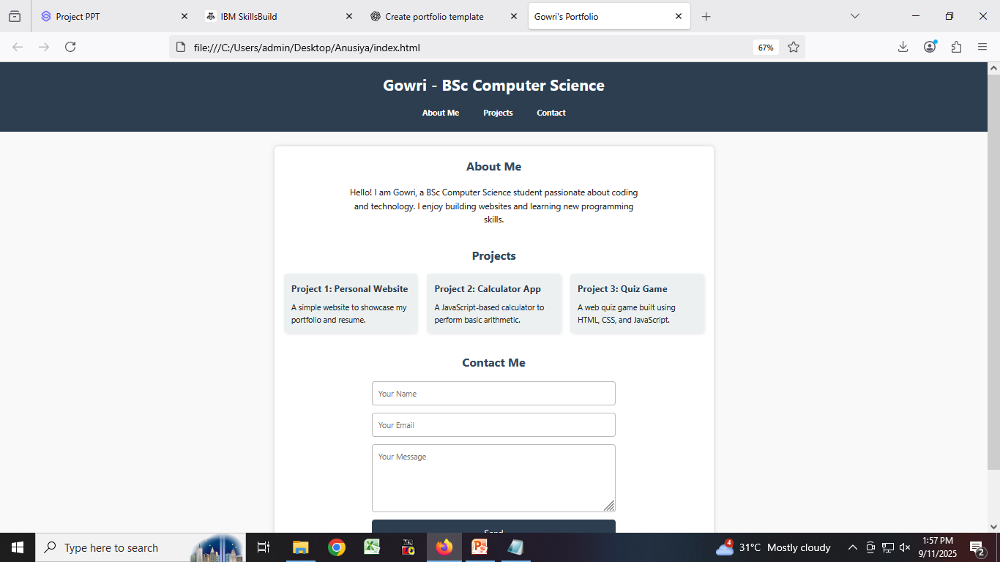 Project PPT
IBM SkillsBuild
Create portfolio template
Gowri's Portfolio
file:///C:/Users/admin/Desktop/Anusiya/index.html
67%
Gowri - BSc Computer Science
About Me Projects Contact
About Me
Hello! I am Gowri, a BSc Computer Science student passionate about coding
and technology. I enjoy building websites and learning new programming
skills.
Projects
Project 1: Personal Website
A simple website to showcase my
portfolio and resume.
Project 2: Calculator App
A JavaScript-based calculator to
perform basic arithmetic.
Project 3: Quiz Game
A web quiz game built using
HTML, CSS, and JavaScript.
Contact Me
Your Name
Your Email
Your Message
Send
Type here to search
4
31°C Mostly cloudy
1:57 PM
9/11/2025
2